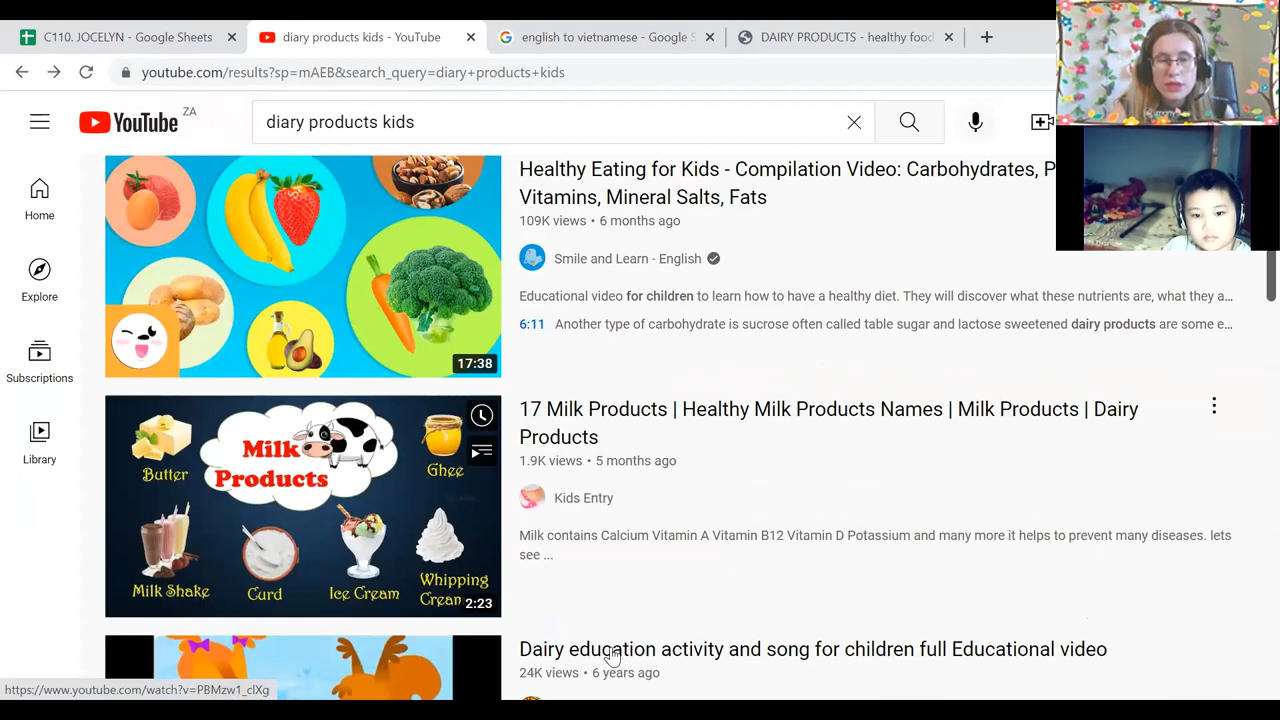 C110. JOCELYN - Google Sheets
diary products kids - YouTube
english to vietnamese - Google S
DAIRY PRODUCTS - healthy food
youtube.com/results?sp=mAEB&search_query=diary+products+kids
YouTube ZA
diary products kids
Home
Explore
Subscriptions
Library
17:38
Healthy Eating for Kids - Compilation Video: Carbohydrates, P
Vitamins, Mineral Salts, Fats
109K views • 6 months ago
Smile and Learn - English
Educational video for children to learn how to have a healthy diet. They will discover what these nutrients are, what they a...
6:11 Another type of carbohydrate is sucrose often called table sugar and lactose sweetened dairy products are some e...
Milk
Products
Butter
Ghee
Milk Shake
Curd
Ice Cream
Whipping
Cream
2:23
17 Milk Products | Healthy Milk Products Names | Milk Products | Dairy
Products
1.9K views • 5 months ago
Kids Entry
Milk contains Calcium Vitamin A Vitamin B12 Vitamin D Potassium and many more it helps to prevent many diseases. lets
see ...
Dairy education activity and song for children full Educational video
24K views • 6 years ago
https://www.youtube.com/watch?v=PBMzw1_clXg